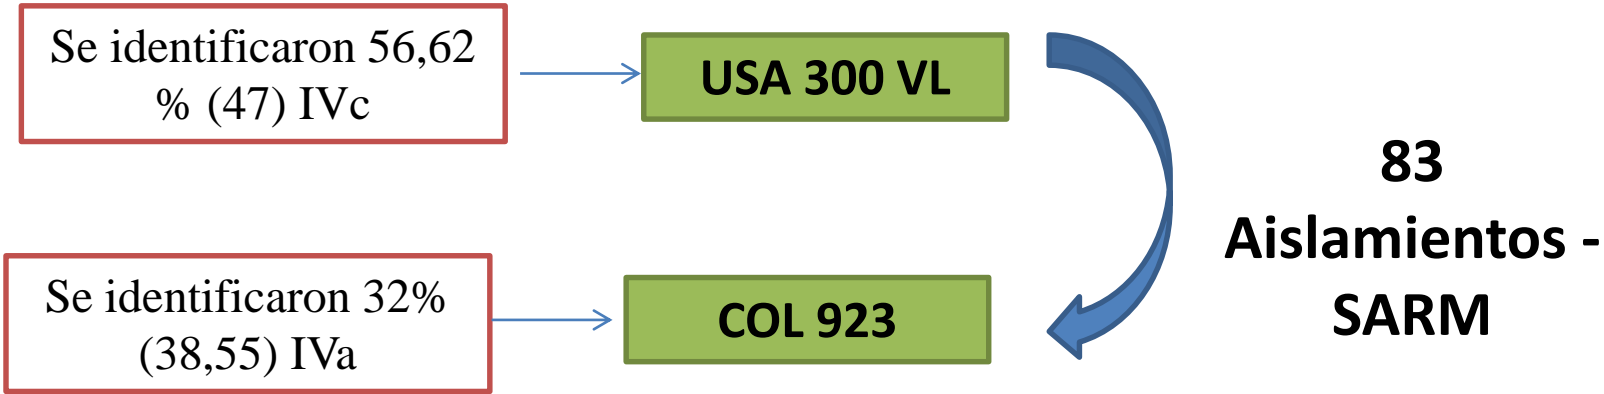 Se identificaron 56,62
% (47) IVc
USA 300 VL
Se identificaron 32%
(38,55) IVa
COL 923
83
Aislamientos -
SARM